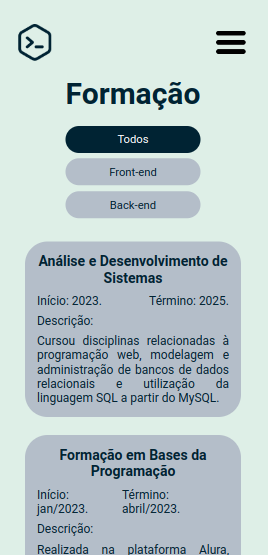 Formação
Todos
Front-end
Back-end
Análise e Desenvolvimento de
Sistemas
Início: 2023. Término: 2025.
Descrição:
Cursou disciplinas relacionadas à
programação web, modelagem e
administração de bancos de dados
relacionais e utilização da
linguagem SQL a partir do MySQL.
Formação em Bases da
Programação
Início: Término:
jan/2023. abril/2023.
Descrição:
Realizada na plataforma Alura,